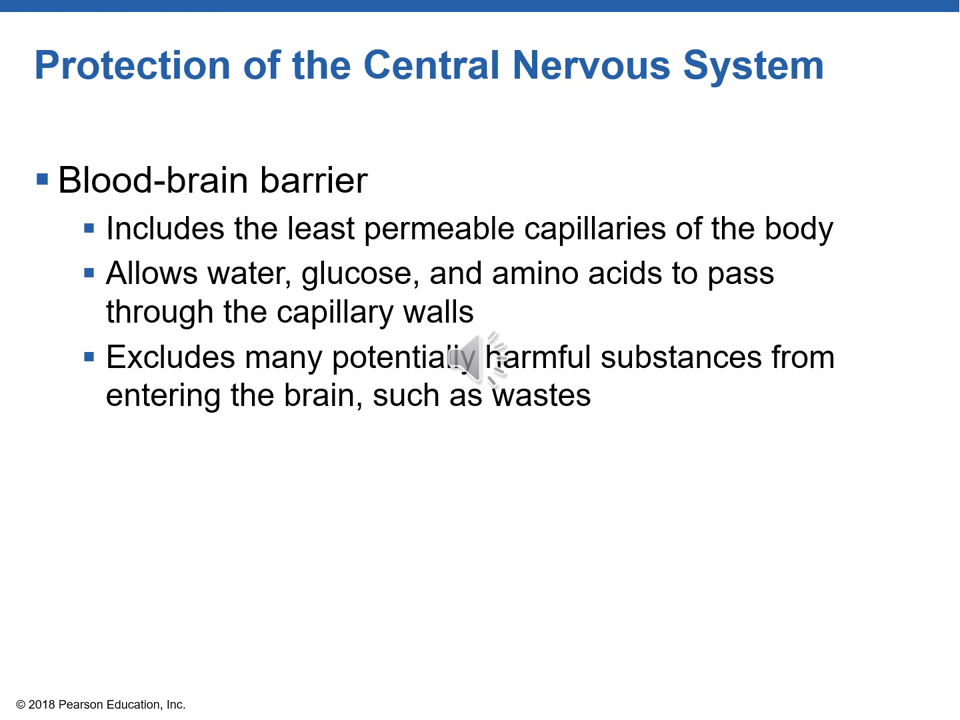 Protection of the Central Nervous System
Blood-brain barrier
Includes the least permeable capillaries of the body
Allows water, glucose, and amino acids to pass
through the capillary walls
Excludes many potentially harmful substances from
entering the brain, such as wastes
© 2018 Pearson Education, Inc.